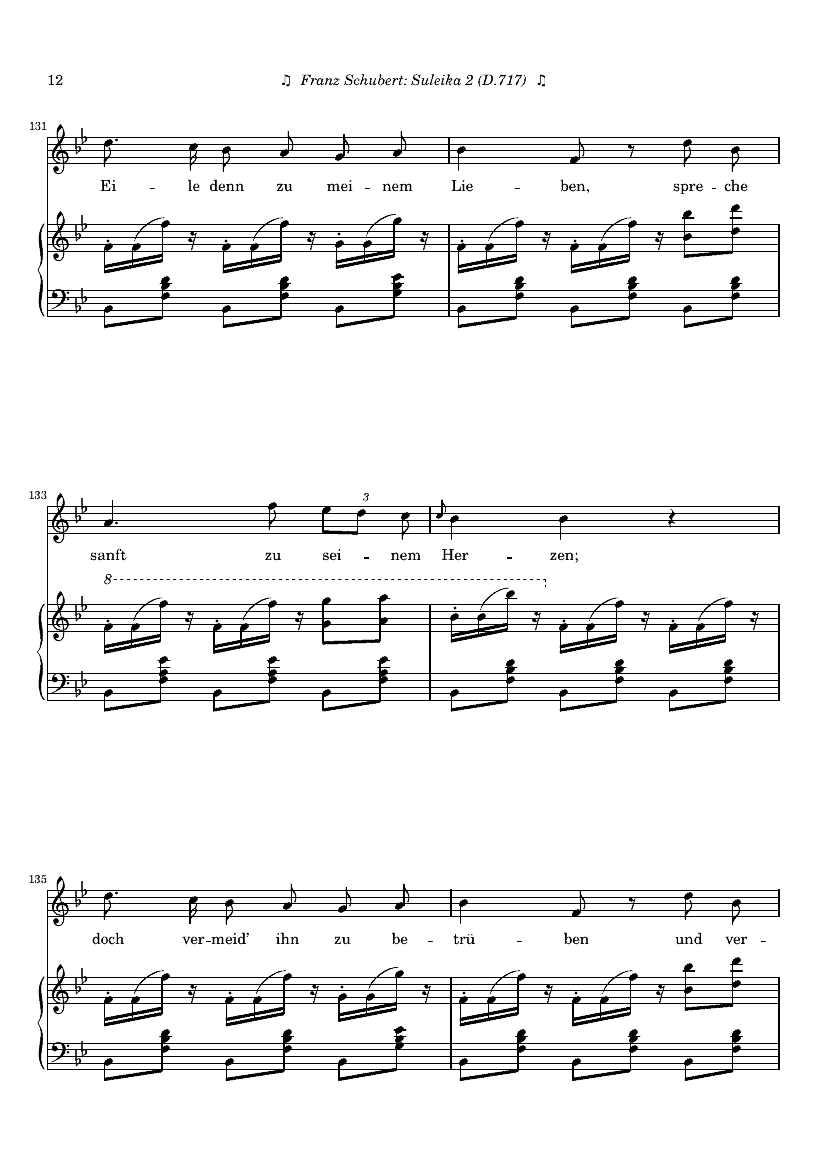 12
♫ Franz Schubert: Suleika 2 (D.717) ♫
131
Ei - le denn zu mei - nem Lie - ben, spre - che
133
3
sanft zu sei - nem Her - zen;
8
135
doch ver - meid’ ihn zu be - trü - ben und ver -